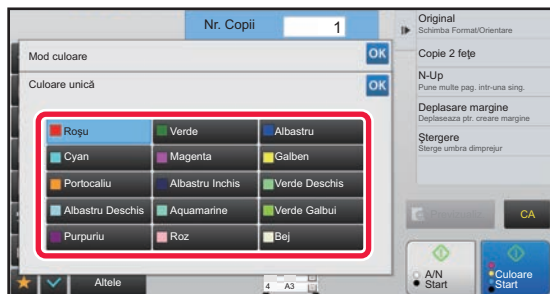 Nr. Copii 1
Mod culoare OK
Culoare unică OK
Roşu Verde Albastru
Cyan Magenta Galben
Portocaliu Albastru Inchis Verde Deschis
Albastru Deschis Aquamarine Verde Galbui
Purpuriu Roz Bej
Altele
4 A3
Original
Schimba Format/Orientare
Copie 2 feţe
N-Up
Pune multe pag. intr-una sing.
Deplasare margine
Deplaseaza ptr. creare margine
Ştergere
Sterge umbra dimprejur
CA
A/N
Start
Culoare
Start